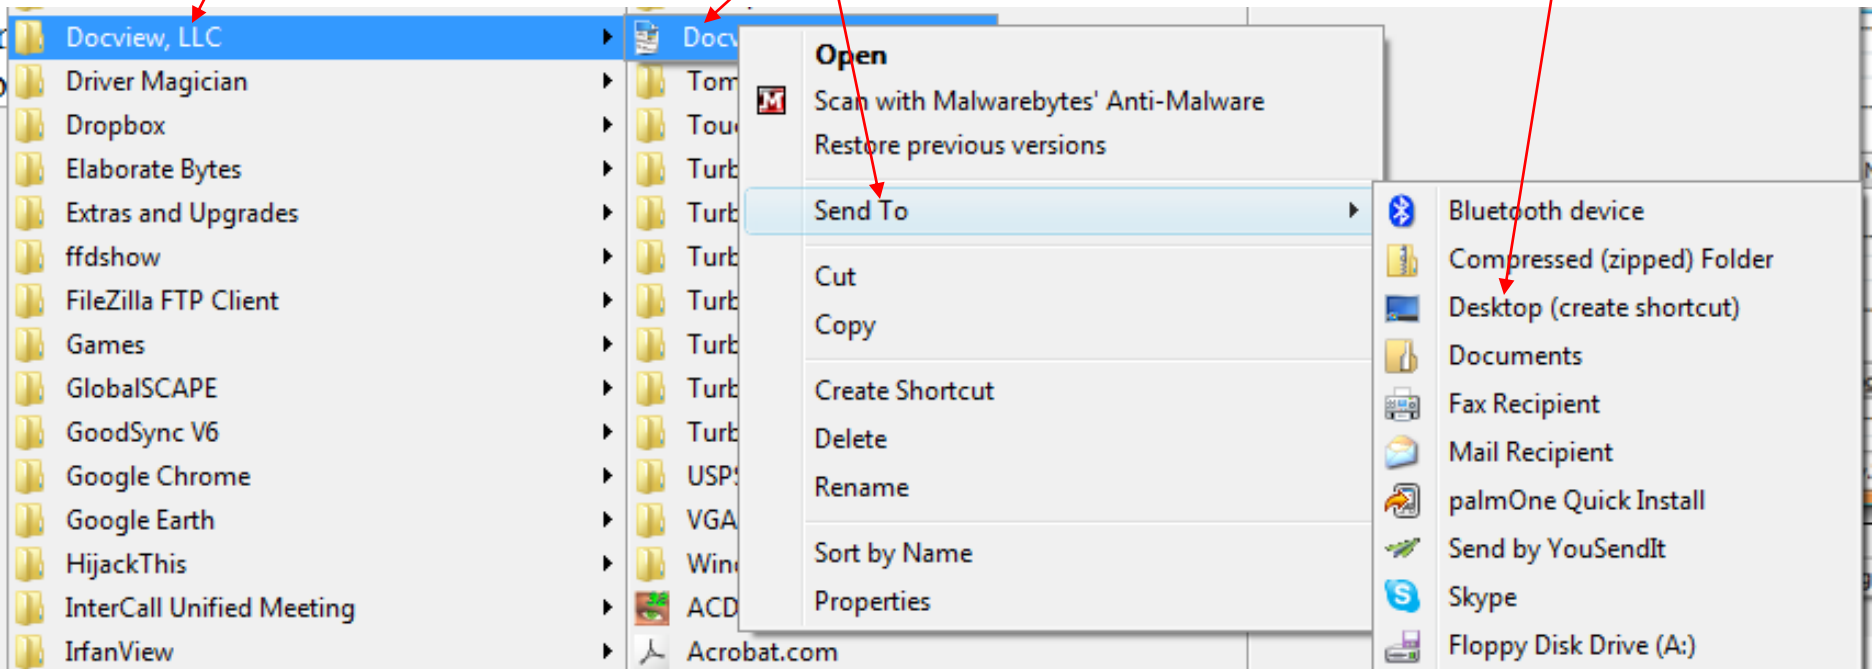 Docview, LLC
Driver Magician
Dropbox
Elaborate Bytes
Extras and Upgrades
ffdshow
FileZilla FTP Client
Games
GlobalSCAPE
GoodSync V6
Google Chrome
Google Earth
HijackThis
InterCall Unified Meeting
IrfanView
Docv
Tom
Tou
Turb
Turb
Turb
Turb
Turb
Turb
Turb
USPS
VGA
Win
ACD
Acrobat.com
Open
Scan with Malwarebytes' Anti-Malware
Restore previous versions
Send To
Cut
Copy
Create Shortcut
Delete
Rename
Sort by Name
Properties
Bluetooth device
Compressed (zipped) Folder
Desktop (create shortcut)
Documents
Fax Recipient
Mail Recipient
palmOne Quick Install
Send by YouSendIt
Skype
Floppy Disk Drive (A:)